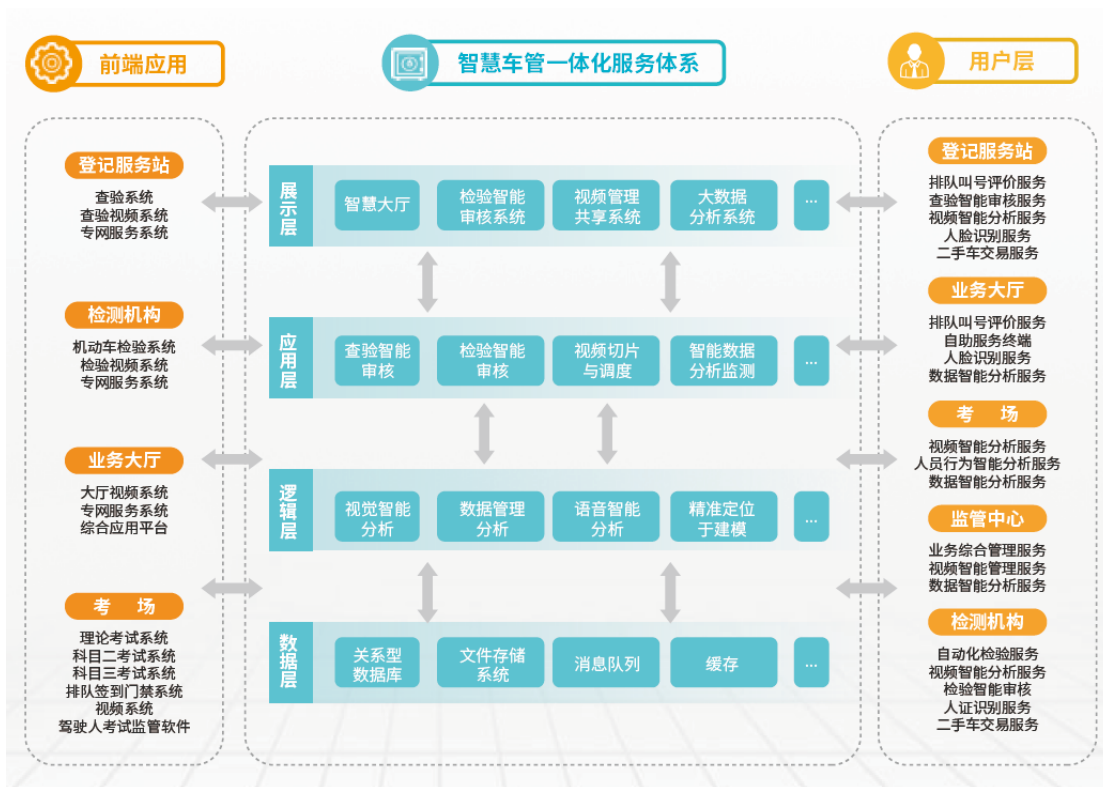 前端应用
智慧车管一体化服务体系
用户层
登记服务站
查验系统
查验视频系统
专网服务系统
检测机构
机动车检验系统
检验视频系统
专网服务系统
业务大厅
大厅视频系统
专网服务系统
综合应用平台
考 场
理论考试系统
科目二考试系统
科目三考试系统
排队签到门禁系统
视频系统
驾驶人考试监管软件
展示层
智慧大厅
检验智能
审核系统
视频管理
共享系统
大数据
分析系统
...
应用层
查验智能
审核
检验智能
审核
视频切片
与调度
智能数据
分析监测
...
逻辑层
视觉智能
分析
数据管理
分析
语音智能
分析
精准定位
于建模
...
数据层
关系型
数据库
文件存储
系统
消息队列
缓存
...
登记服务站
排队叫号评价服务
查验智能审核服务
视频智能分析服务
人脸识别服务
二手车交易服务
业务大厅
排队叫号评价服务
自助服务终端
人脸识别服务
数据智能分析服务
考 场
视频智能分析服务
人员行为智能分析服务
数据智能分析服务
监管中心
业务综合管理服务
视频智能管理服务
数据智能分析服务
检测机构
自动化检验服务
视频智能分析服务
检验智能审核
人证识别服务
二手车交易服务